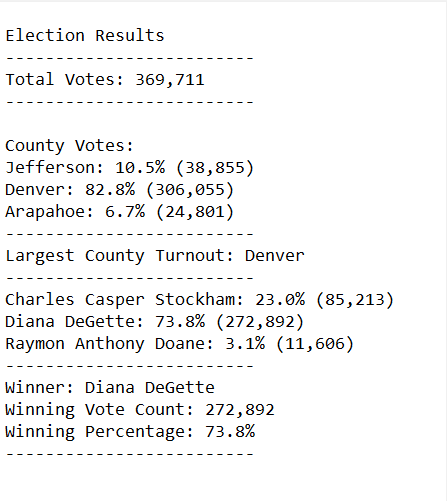 Election Results
-------------------------
Total Votes: 369,711
-------------------------
County Votes:
Jefferson: 10.5% (38,855)
Denver: 82.8% (306,055)
Arapahoe: 6.7% (24,801)
-------------------------
Largest County Turnout: Denver
-------------------------
Charles Casper Stockham: 23.0% (85,213)
Diana DeGette: 73.8% (272,892)
Raymon Anthony Doane: 3.1% (11,606)
-------------------------
Winner: Diana DeGette
Winning Vote Count: 272,892
Winning Percentage: 73.8%
-------------------------